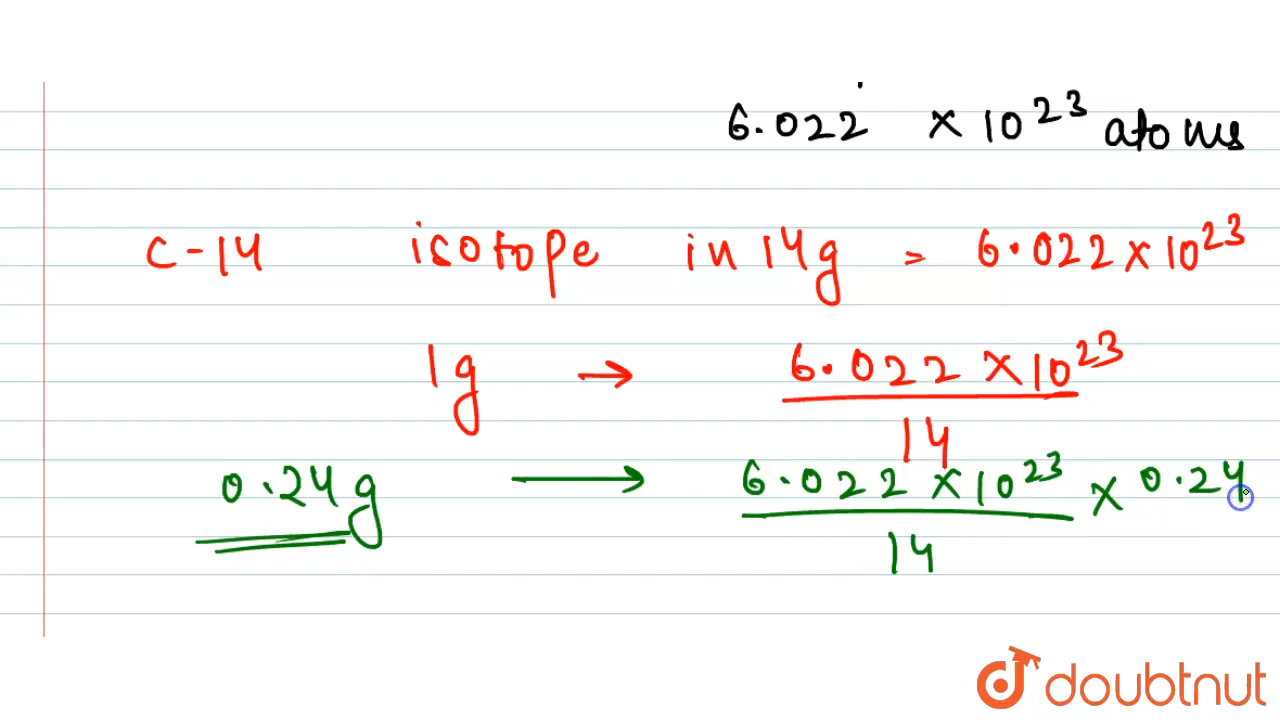 6.022 × 10²³ atoms
C-14 isotope in 14g = 6.022 × 10²³
1g → 6.022 × 10²³
14
0.24g → 6.022 × 10²³ × 0.24
14
doubtnut